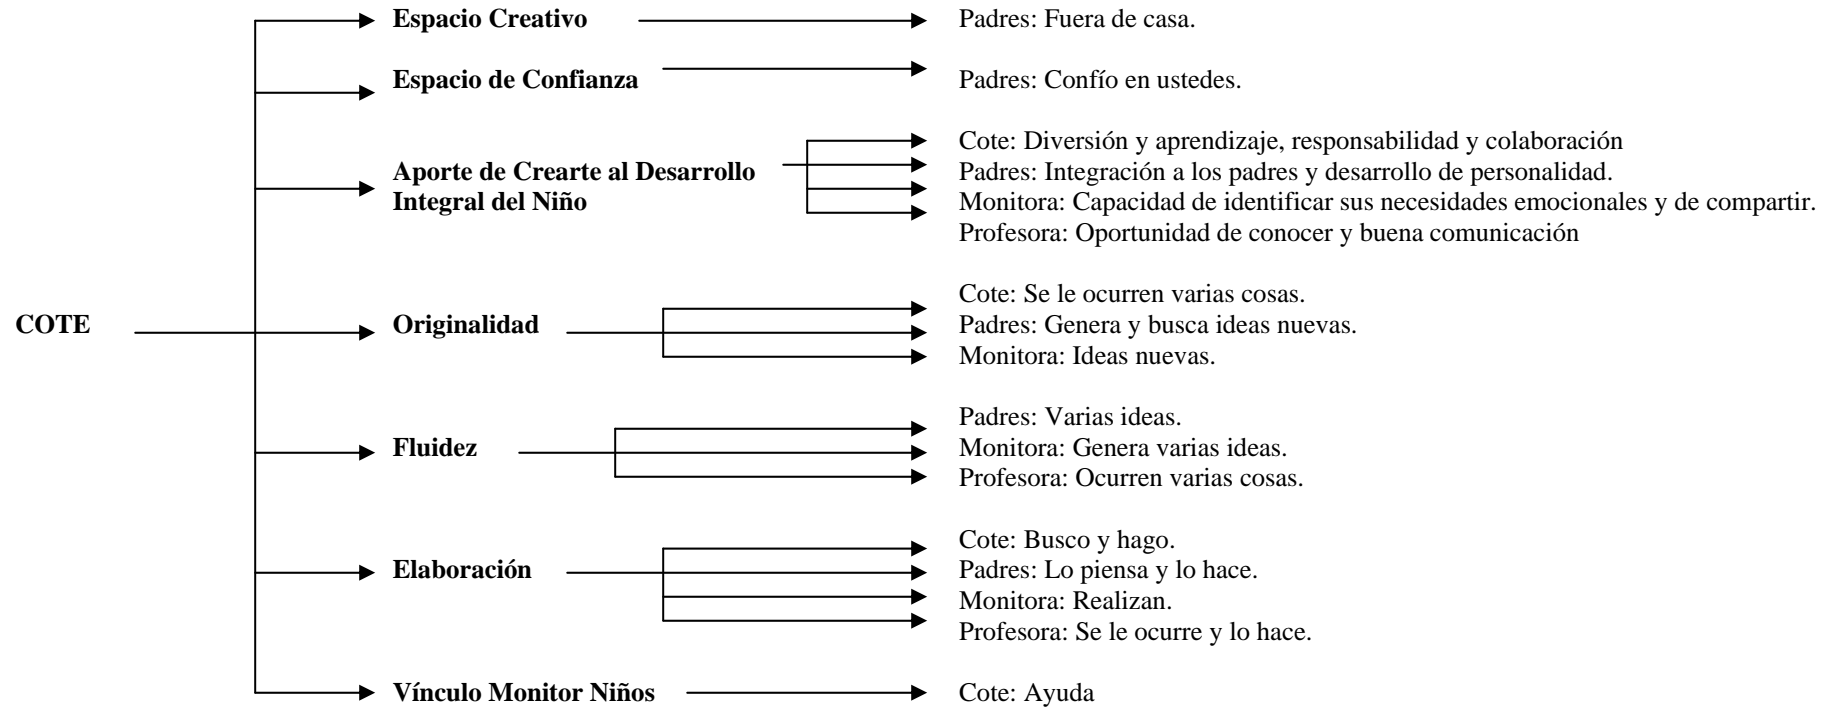 Espacio Creativo
Padres: Fuera de casa.
Espacio de Confianza
Padres: Confío en ustedes.
Aporte de Crearte al Desarrollo
Integral del Niño
Cote: Diversión y aprendizaje, responsabilidad y colaboración
Padres: Integración a los padres y desarrollo de personalidad.
Monitora: Capacidad de identificar sus necesidades emocionales y de compartir.
Profesora: Oportunidad de conocer y buena comunicación
COTE
Originalidad
Cote: Se le ocurren varias cosas.
Padres: Genera y busca ideas nuevas.
Monitora: Ideas nuevas.
Fluidez
Padres: Varias ideas.
Monitora: Genera varias ideas.
Profesora: Ocurren varias cosas.
Elaboración
Cote: Busco y hago.
Padres: Lo piensa y lo hace.
Monitora: Realizan.
Profesora: Se le ocurre y lo hace.
Vínculo Monitor Niños
Cote: Ayuda